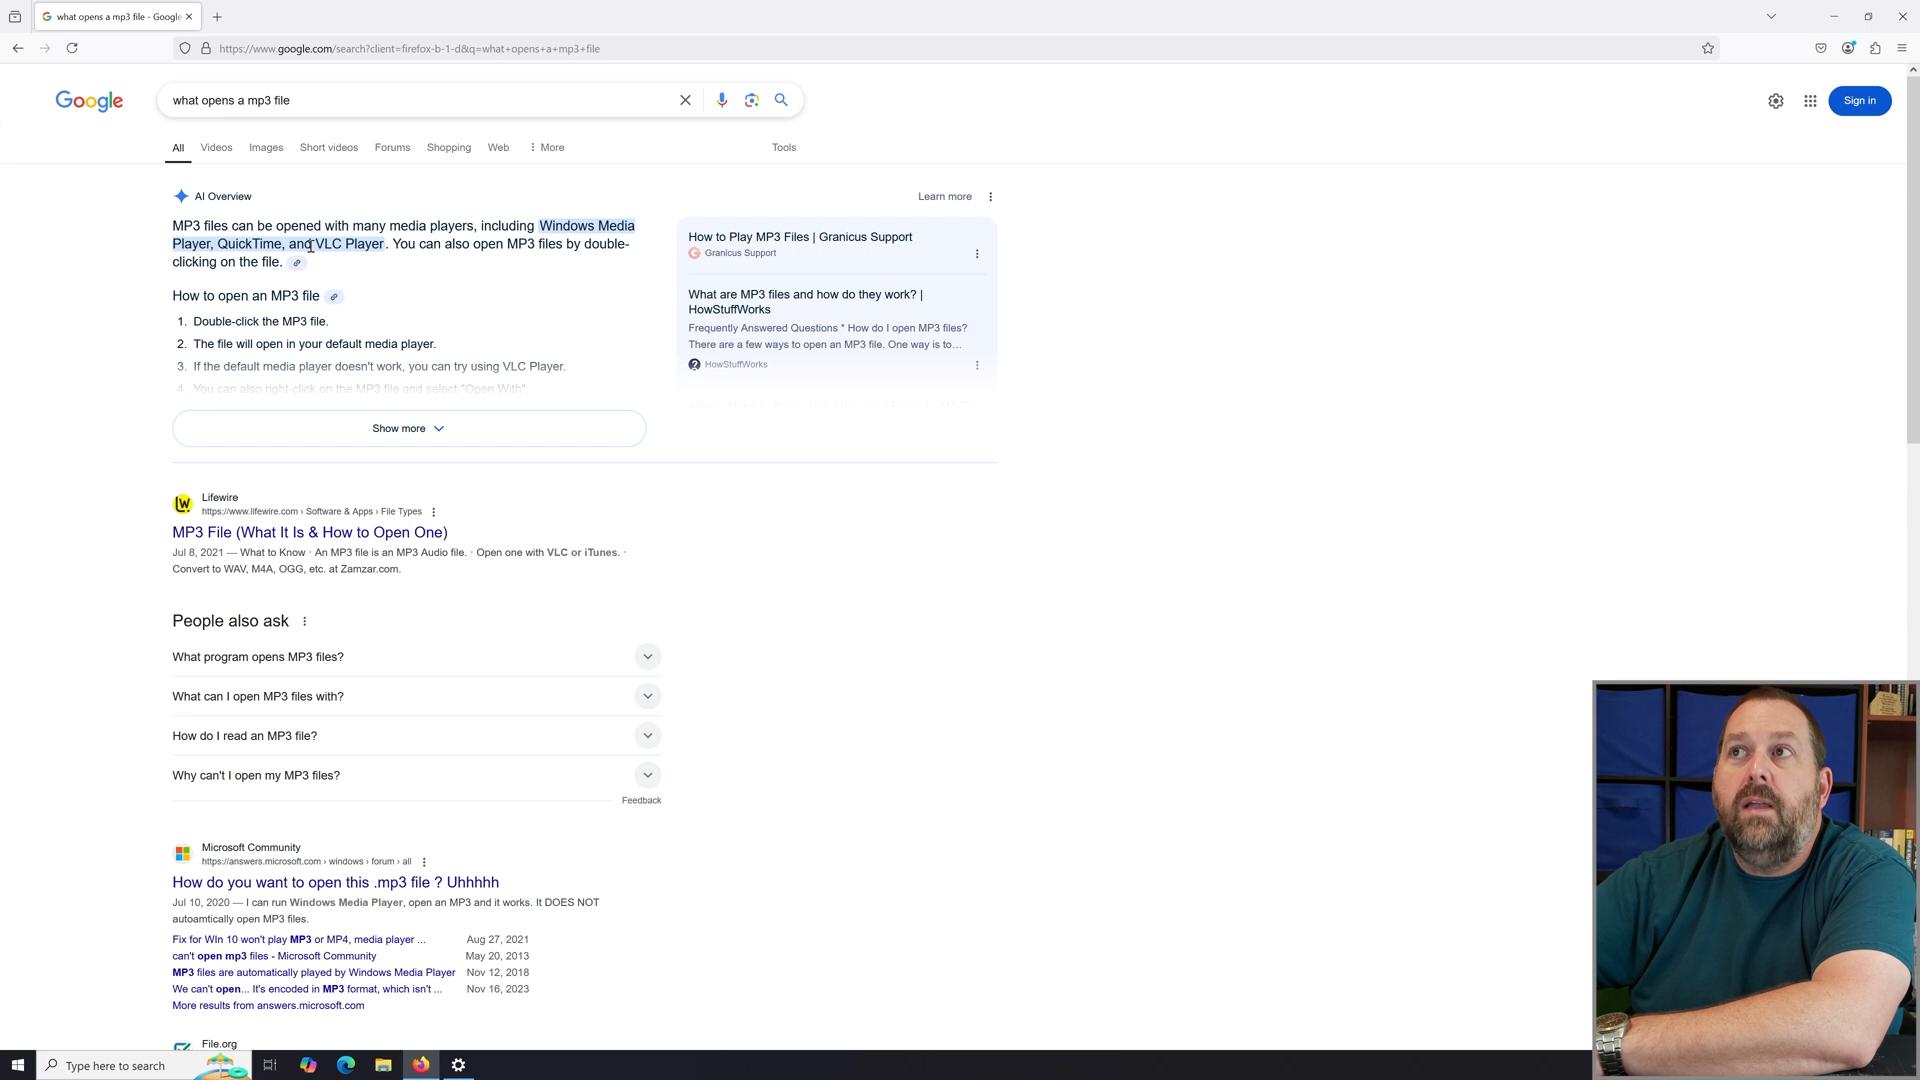 what opens a mp3 file - Google
https://www.google.com/search?client=firefox-b-1-d&q=what+opens+a+mp3+file
Google
what opens a mp3 file
Sign in
All
Videos
Images
Short videos
Forums
Shopping
Web
More
Tools
AI Overview
Learn more
MP3 files can be opened with many media players, including Windows Media
Player, QuickTime, and VLC Player. You can also open MP3 files by double-
clicking on the file.
How to open an MP3 file
1. Double-click the MP3 file.
2. The file will open in your default media player.
3. If the default media player doesn't work, you can try using VLC Player.
4. You can also right-click on the MP3 file and select "Open With".
Show more
How to Play MP3 Files | Granicus Support
Granicus Support
What are MP3 files and how do they work? |
HowStuffWorks
Frequently Answered Questions * How do I open MP3 files?
There are a few ways to open an MP3 file. One way is to...
HowStuffWorks
Lifewire
https://www.lifewire.com › Software & Apps › File Types
MP3 File (What It Is & How to Open One)
Jul 8, 2021 — What to Know · An MP3 file is an MP3 Audio file. · Open one with VLC or iTunes. ·
Convert to WAV, M4A, OGG, etc. at Zamzar.com.
People also ask
What program opens MP3 files?
What can I open MP3 files with?
How do I read an MP3 file?
Why can't I open my MP3 files?
Feedback
Microsoft Community
https://answers.microsoft.com › windows › forum › all
How do you want to open this .mp3 file ? Uhhhhh
Jul 10, 2020 — I can run Windows Media Player, open an MP3 and it works. It DOES NOT
autoamtically open MP3 files.
Fix for WIn 10 won't play MP3 or MP4, media player ... Aug 27, 2021
can't open mp3 files - Microsoft Community May 20, 2013
MP3 files are automatically played by Windows Media Player Nov 12, 2018
We can't open... It's encoded in MP3 format, which isn't ... Nov 16, 2023
More results from answers.microsoft.com
File.org
Type here to search